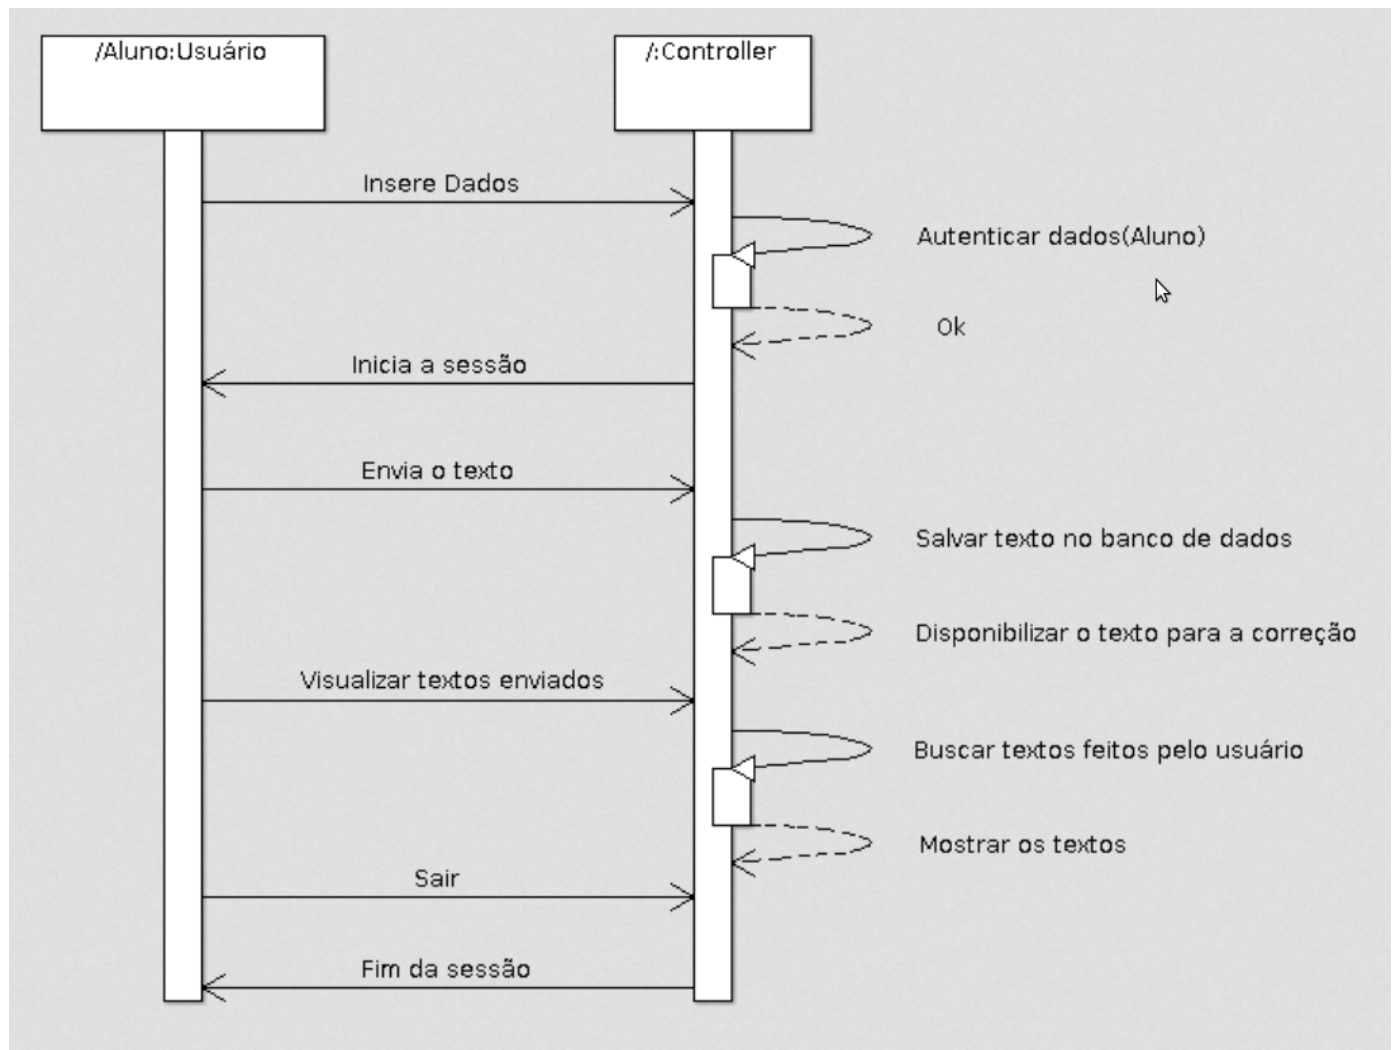 /Aluno:Usuário
/:Controller
Insere Dados
Autenticar dados(Aluno)
Ok
Inicia a sessão
Envia o texto
Salvar texto no banco de dados
Disponibilizar o texto para a correção
Visualizar textos enviados
Buscar textos feitos pelo usuário
Mostrar os textos
Sair
Fim da sessão